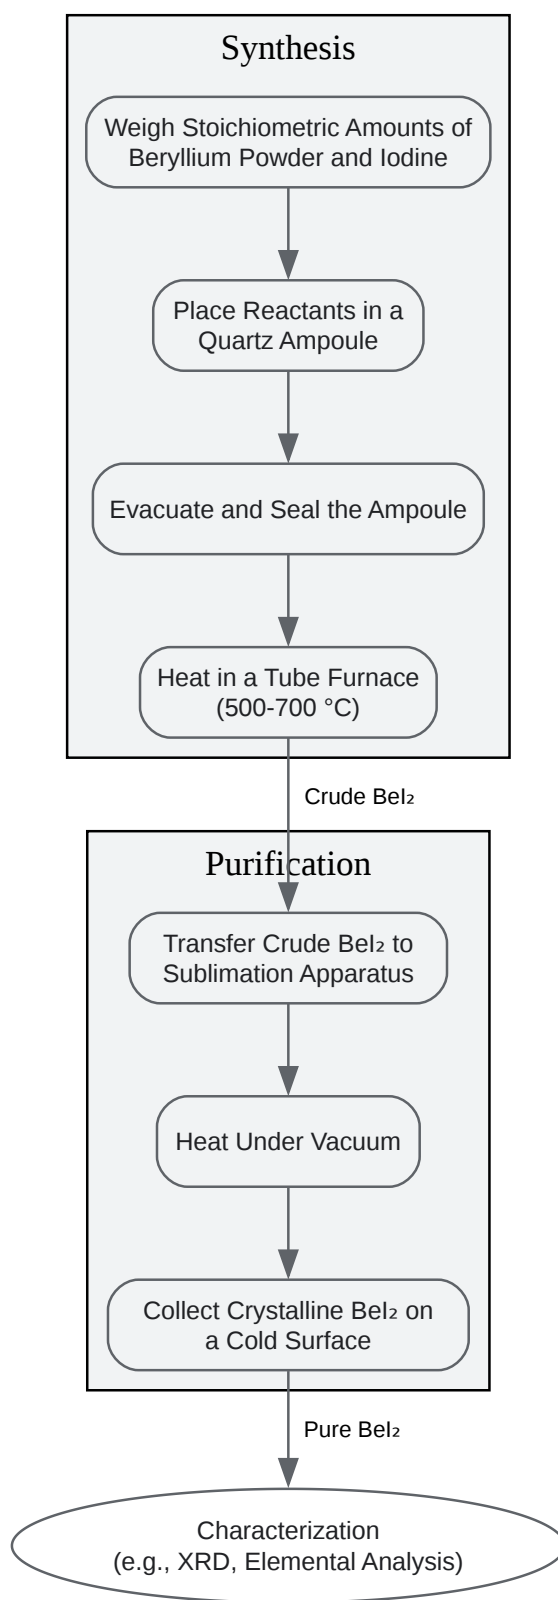 Synthesis
Weigh Stoichiometric Amounts of
Beryllium Powder and Iodine
Place Reactants in a
Quartz Ampoule
Evacuate and Seal the Ampoule
Heat in a Tube Furnace
(500-700 °C)
Crude BeI₂
Purification
Transfer Crude BeI₂ to
Sublimation Apparatus
Heat Under Vacuum
Collect Crystalline BeI₂ on
a Cold Surface
Pure BeI₂
Characterization
(e.g., XRD, Elemental Analysis)